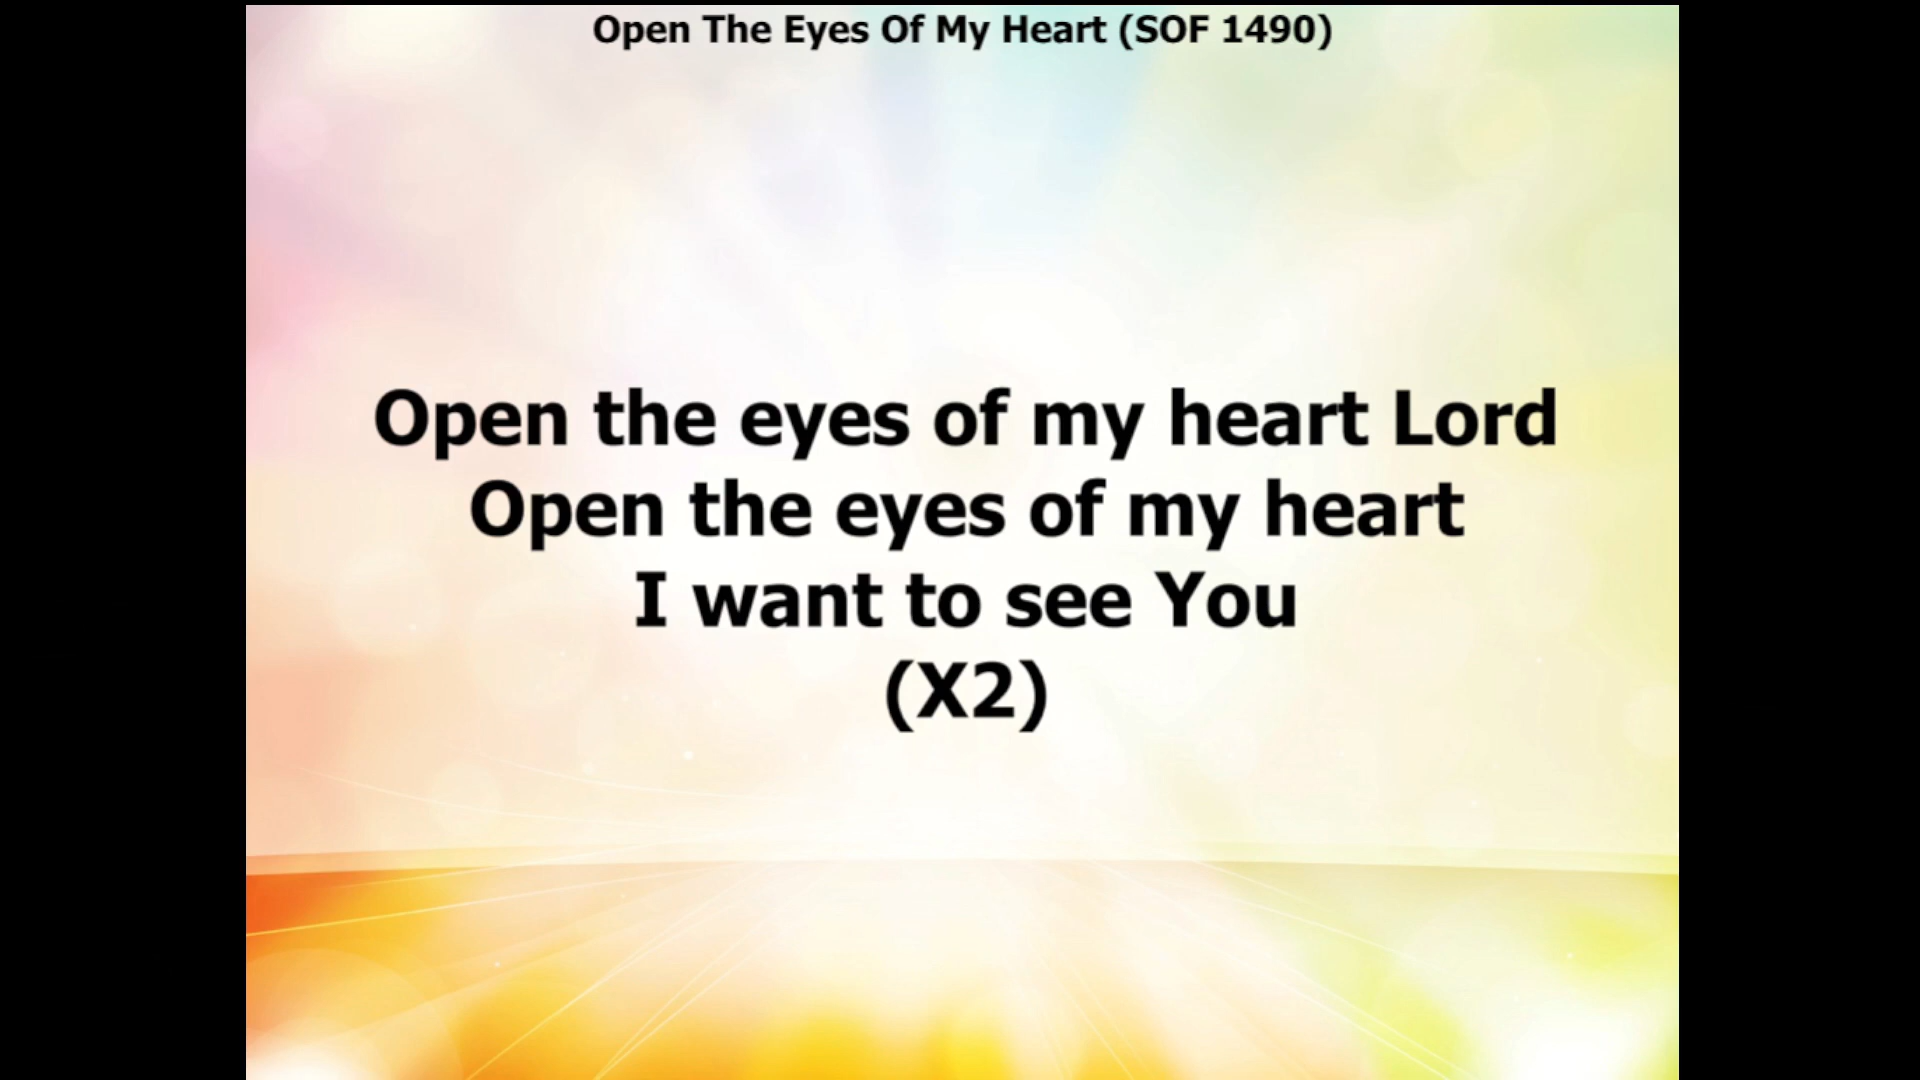 Open The Eyes Of My Heart (SOF 1490)
Open the eyes of my heart Lord
Open the eyes of my heart
I want to see You
(X2)